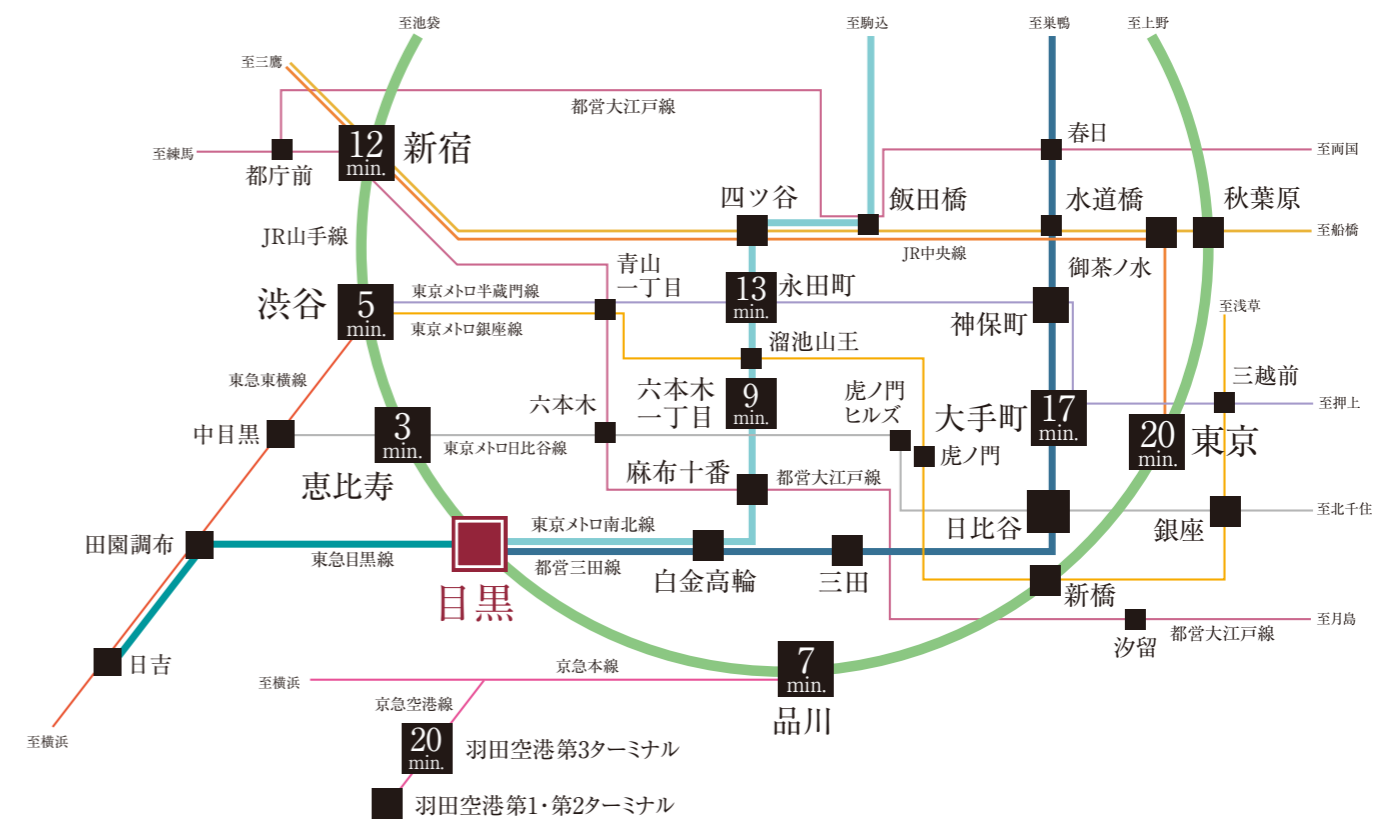 至池袋
至駒込
至巣鴨
至上野
至三鷹
都営大江戸線
春日
12
min.
新宿
至練馬
至両国
都庁前
四ツ谷
飯田橋
水道橋
秋葉原
JR山手線
至船橋
JR中央線
御茶ノ水
青山
一丁目
渋谷
5
min.
東京メトロ半蔵門線
東京メトロ銀座線
13
min.
永田町
神保町
至浅草
溜池山王
東急東横線
三越前
六本木
六本木
一丁目
9
min.
虎ノ門
ヒルズ
大手町
17
min.
至押上
中目黒
3
min.
恵比寿
東京メトロ日比谷線
虎ノ門
20
min.
東京
麻布十番
都営大江戸線
日比谷
銀座
至北千住
田園調布
東急目黒線
東京メトロ南北線
都営三田線
目黒
白金高輪
三田
新橋
汐留
都営大江戸線
至月島
日吉
至横浜
京急本線
7
min.
品川
至横浜
京急空港線
20
min.
羽田空港第3ターミナル
羽田空港第1・第2ターミナル